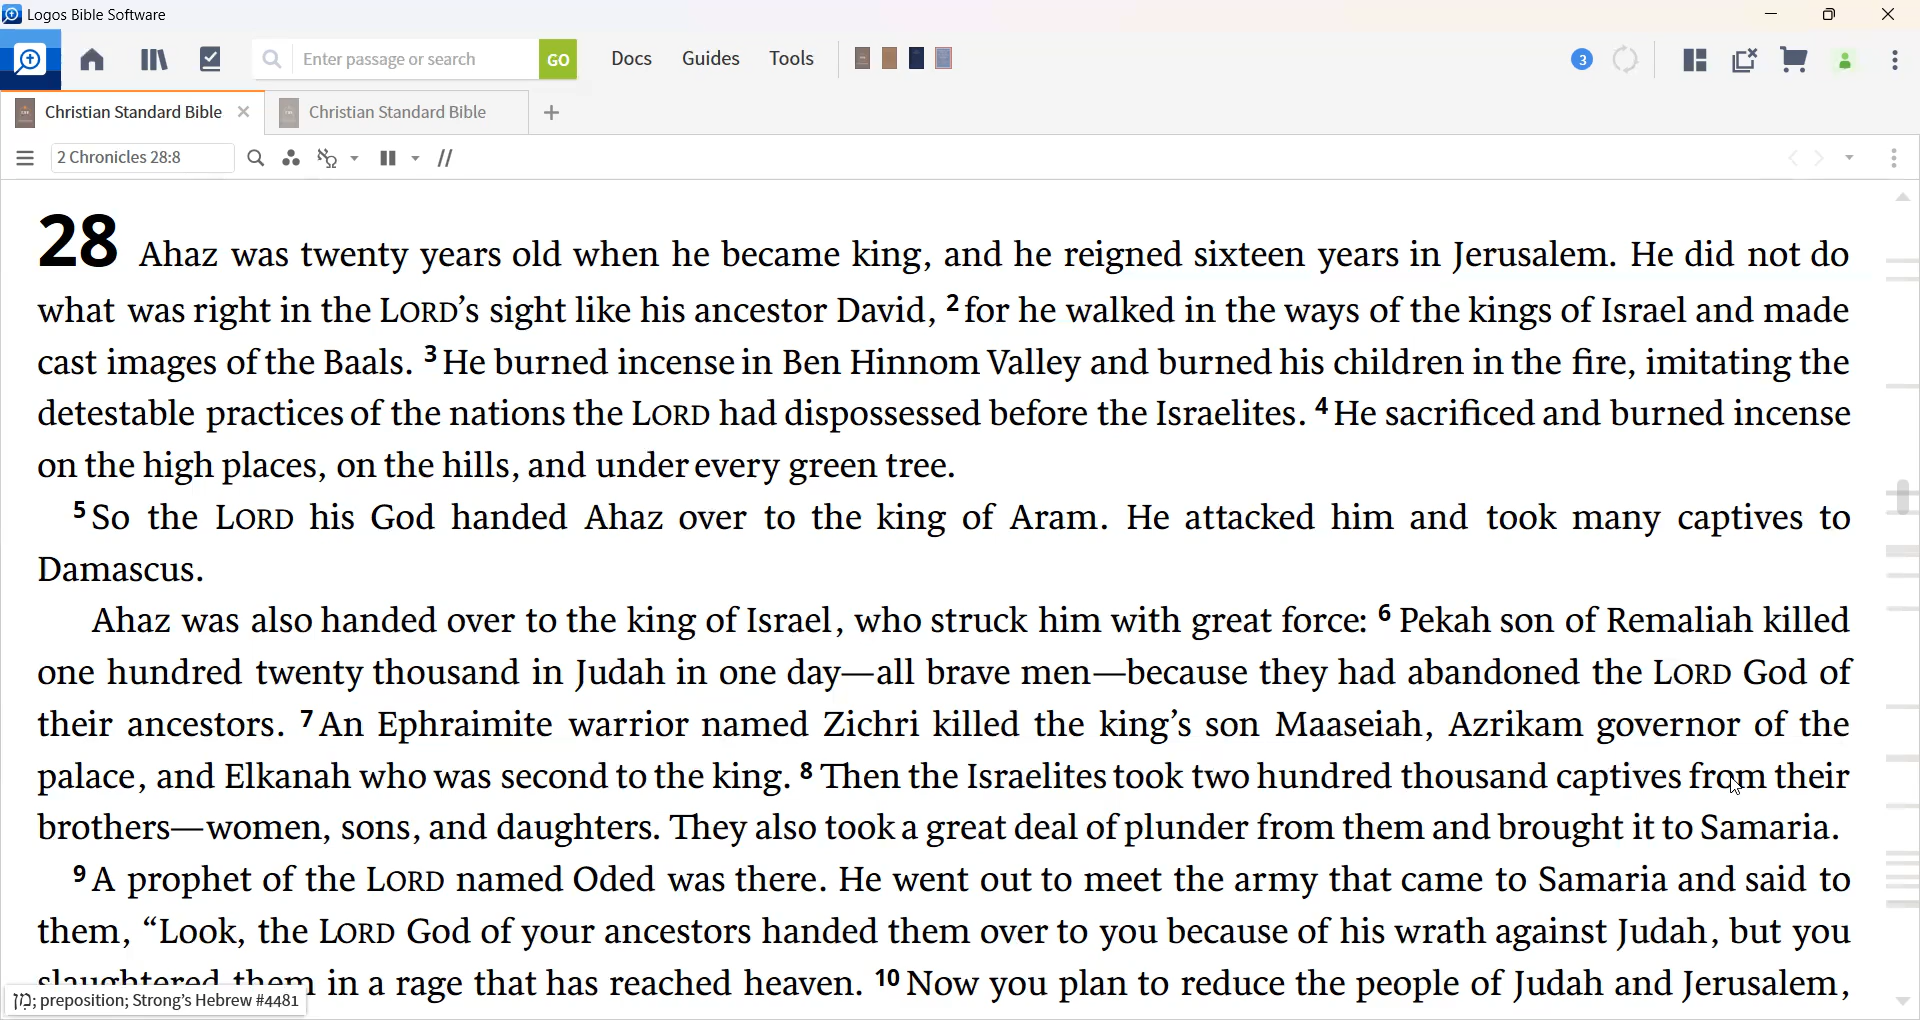 Logos Bible Software
Enter passage or search GO Docs Guides Tools 3
Christian Standard Bible Christian Standard Bible
2 Chronicles 28:8
28 Ahaz was twenty years old when he became king, and he reigned sixteen years in Jerusalem. He did not do
what was right in the LORD’s sight like his ancestor David, 2 for he walked in the ways of the kings of Israel and made
cast images of the Baals. 3 He burned incense in Ben Hinnom Valley and burned his children in the fire, imitating the
detestable practices of the nations the LORD had dispossessed before the Israelites. 4 He sacrificed and burned incense
on the high places, on the hills, and under every green tree.
5 So the LORD his God handed Ahaz over to the king of Aram. He attacked him and took many captives to
Damascus.
Ahaz was also handed over to the king of Israel, who struck him with great force: 6 Pekah son of Remaliah killed
one hundred twenty thousand in Judah in one day—all brave men—because they had abandoned the LORD God of
their ancestors. 7 An Ephraimite warrior named Zichri killed the king’s son Maaseiah, Azrikam governor of the
palace, and Elkanah who was second to the king. 8 Then the Israelites took two hundred thousand captives from their
brothers—women, sons, and daughters. They also took a great deal of plunder from them and brought it to Samaria.
9 A prophet of the LORD named Oded was there. He went out to meet the army that came to Samaria and said to
them, “Look, the LORD God of your ancestors handed them over to you because of his wrath against Judah, but you
slaughtered them in a rage that has reached heaven. 10 Now you plan to reduce the people of Judah and Jerusalem,
מִן; preposition; Strong’s Hebrew #4481